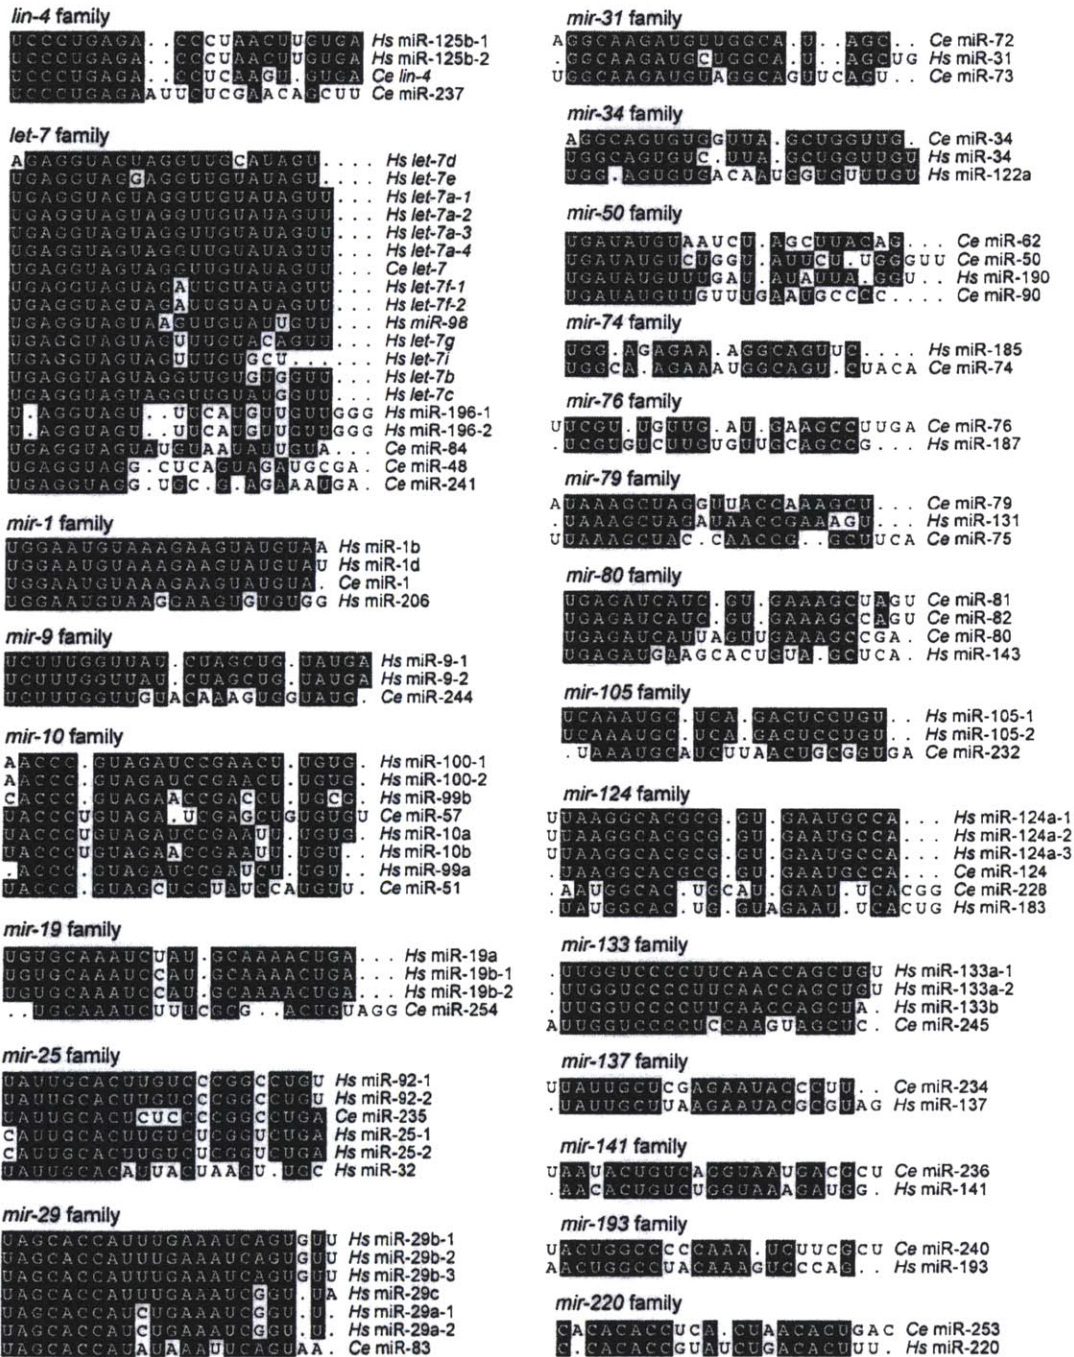 lin-4 family
UCCCUGAGA..CCCUAACUUGUGA Hs miR-125b-1
UCCCUGAGA..CCCUAACUUGUGA Hs miR-125b-2
UCCCUGAGA..CCUCAAGU.GUGA Ce lin-4
UCCCUGAGAAUUCUCGAACAGCUU Ce miR-237
let-7 family
AGAGGUAGUAGGUUGCAUAGU.... Hs let-7d
UGAGGUAGGAGGUUGUAUAGU.... Hs let-7e
UGAGGUAGUAGGUUGUAUAGUU... Hs let-7a-1
UGAGGUAGUAGGUUGUAUAGUU... Hs let-7a-2
UGAGGUAGUAGGUUGUAUAGUU... Hs let-7a-3
UGAGGUAGUAGGUUGUAUAGUU... Hs let-7a-4
UGAGGUAGUAGGUUGUAUAGUU... Ce let-7
UGAGGUAGUAGAUUGUAUAGUU... Hs let-7f-1
UGAGGUAGUAGAUUGUAUAGUU... Hs let-7f-2
UGAGGUAGUAAGUUGUAUUGUU... Hs miR-98
UGAGGUAGUAGUUUGUACAGUU... Hs let-7g
UGAGGUAGUAGUUUGUGCU...... Hs let-7i
UGAGGUAGUAGGUUGUGUGGUU... Hs let-7b
UGAGGUAGUAGGUUGUAUGGUU... Hs let-7c
U.AGGUAGU..UUCAUGUUGUUGGG Hs miR-196-1
U.AGGUAGU..UUCAUGUUGUUGGG Hs miR-196-2
UGAGGUAGUAUGUAAUAUUGUA... Ce miR-84
UGAGGUAGG.CUCAGUAGAUGCGA. Ce miR-48
UGAGGUAGG.UGC.G.AGAAAUGA. Ce miR-241
mir-1 family
UGGAAUGUAAAGAAGUAUGUAA Hs miR-1b
UGGAAUGUAAAGAAGUAUGUAU Hs miR-1d
UGGAAUGUAAAGAAGUAUGUA. Ce miR-1
UGGAAUGUAAGGAAGUGUGUGG Hs miR-206
mir-9 family
UCUUUGGUUAU.CUAGCUG.UAUGA Hs miR-9-1
UCUUUGGUUAU.CUAGCUG.UAUGA Hs miR-9-2
UCUUUGGUUGUACAAAGUGGUAUG. Ce miR-244
mir-10 family
AACCC.GUAGAUCCGAACU.UGUG. Hs miR-100-1
AACCC.GUAGAUCCGAACU.UGUG. Hs miR-100-2
CACCC.GUAGAACCGACCU.UGCG. Hs miR-99b
UACCCUGUAGA.UCGAGCUGUGUGU Ce miR-57
UACCCUGUAGAUCCGAAUU.UGUG. Hs miR-10a
UACCCUGUAGAACCGAAUU.UGU.. Hs miR-10b
.ACCC.GUAGAUCCGAUCU.UGU.. Hs miR-99a
UACCC.GUAGCUCCUAUCCAUGUU. Ce miR-51
mir-19 family
UGUGCAAAUCUAU.GCAAAACUGA... Hs miR-19a
UGUGCAAAUCCAU.GCAAAACUGA... Hs miR-19b-1
UGUGCAAAUCCAU.GCAAAACUGA... Hs miR-19b-2
..UGCAAAUCUUUCGCG..ACUGUAGG Ce miR-254
mir-25 family
UAUUGCACUUGUCCCGGCCUGU Hs miR-92-1
UAUUGCACUUGUCCCGGCCUGU Hs miR-92-2
UAUUGCACUCUCCCCGGCCUGA Ce miR-235
CAUUGCACUUGUCUCGGUCUGA Hs miR-25-1
CAUUGCACUUGUCUCGGUCUGA Hs miR-25-2
UAUUGCACAUUACUAAGU.UGC Hs miR-32
mir-29 family
UAGCACCAUUUGAAAUCAGUGUU Hs miR-29b-1
UAGCACCAUUUGAAAUCAGUGUU Hs miR-29b-2
UAGCACCAUUUGAAAUCAGUGUU Hs miR-29b-3
UAGCACCAUUUGAAAUCGGU.UA Hs miR-29c
UAGCACCAUCUGAAAUCGGU.U. Hs miR-29a-1
UAGCACCAUCUGAAAUCGGU.U. Hs miR-29a-2
UAGCACCAUAUAAAUUCAGUAA. Ce miR-83
mir-31 family
AGGCAAGAUGUUGGCA.U..AGC.. Ce miR-72
.GGCAAGAUGCUGGCA.U..AGCUG Hs miR-31
UGGCAAGAUGUAGGCAGUUCAGU.. Ce miR-73
mir-34 family
AGGCAGUGUGGUUA.GCUGGUUG. Ce miR-34
UGGCAGUGUC.UUA.GCUGGUUGU Hs miR-34
UGG.AGUGUGACAAUGGUGUUUGU Hs miR-122a
mir-50 family
UGAUAUGUAAUCU.AGCUUACAG... Ce miR-62
UGAUAUGUCUGGU.AUUCU.UGGGUU Ce miR-50
UGAUAUGUUUGAU.AUAUUA.GGU.. Hs miR-190
UGAUAUGUUGUUUGAAUGCCCC.... Ce miR-90
mir-74 family
UGG.AGAGAA.AGGCAGUUC.... Hs miR-185
UGGCA.AGAAAUGGCAGU.CUACA Ce miR-74
mir-76 family
UUCGU.UGUUG.AU.GAAGCCUUGA Ce miR-76
.UCGUGUCUUGUGUUGCAGCCG. Hs miR-187
mir-79 family
AUAAAGCUAGGUUACCAAAGCU... Ce miR-79
.UAAAGCUAGAUAACCGAAAGU... Hs miR-131
UUAAAGCUAC.CAACCG..GCUUCA Ce miR-75
mir-80 family
UGAGAUCAUC.GU.GAAAGCUAGU Ce miR-81
UGAGAUCAUC.GU.GAAAGCCAGU Ce miR-82
UGAGAUCAUUAGUUGAAAGCCGA. Ce miR-80
UGAGAUGAAGCACUGUA.GCUCA. Hs miR-143
mir-105 family
UCAAAUGC.UCA.GACUCCUGU.. Hs miR-105-1
UCAAAUGC.UCA.GACUCCUGU.. Hs miR-105-2
.UAAAUGCAUCUUAACUGCGGUGA Ce miR-232
mir-124 family
UUAAGGCACGCG.GU.GAAUGCCA... Hs miR-124a-1
UUAAGGCACGCG.GU.GAAUGCCA... Hs miR-124a-2
UUAAGGCACGCG.GU.GAAUGCCA... Hs miR-124a-3
.UAAGGCACGCG.GU.GAAUGCCA... Ce miR-124
.AAUGGCAC.UGCAU.GAAU.UCACGG Ce miR-228
.UAUGGCAC.UG.GUAGAAU.UCACUG Hs miR-183
mir-133 family
.UUGGUCCCCUUCAACCAGCUGU Hs miR-133a-1
.UUGGUCCCCUUCAACCAGCUGU Hs miR-133a-2
.UUGGUCCCCUUCAACCAGCUA. Hs miR-133b
AUUGGUCCCCUCCAAGUAGCUC. Ce miR-245
mir-137 family
UUAUUGCUCGAGAAUAGCCUU.. Ce miR-234
.UAUUGCUUAAGAAUACGCGUAG Hs miR-137
mir-141 family
UAAUACUGUCAGGUAAUGACGCU Ce miR-236
.AACACUGUCUGGUAAAGAUGG. Hs miR-141
mir-193 family
UACUGGCCCCCAAA.UCUUCGCU Ce miR-240
AACUGGCCUACAAAGUCCCAG.. Hs miR-193
mir-220 family
CACACACCUCA.CUAACACUGAC Ce miR-253
C.CACACCGUAUCUGACACUUU. Hs miR-220